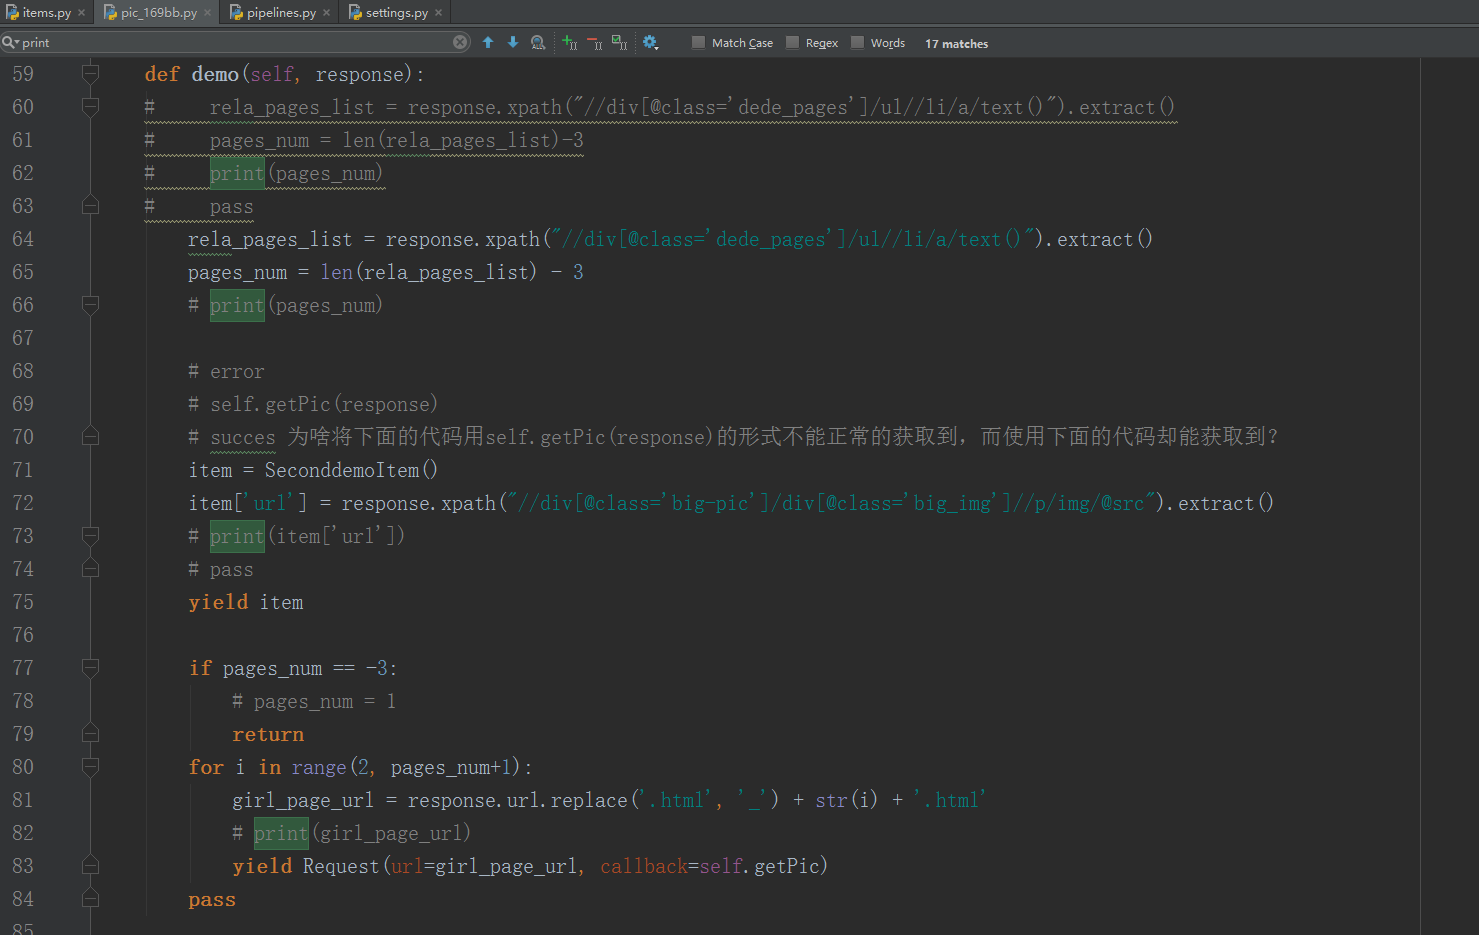 items.py × pic_169bb.py × pipelines.py × settings.py ×
print Match Case Regex Words 17 matches
59 def demo(self, response):
60 # rela_pages_list = response.xpath("//div[@class='dede_pages']/ul//li/a/text()").extract()
61 # pages_num = len(rela_pages_list)-3
62 # print(pages_num)
63 # pass
64 rela_pages_list = response.xpath("//div[@class='dede_pages']/ul//li/a/text()").extract()
65 pages_num = len(rela_pages_list) - 3
66 # print(pages_num)
67
68 # error
69 # self.getPic(response)
70 # succes 为啥将下面的代码用self.getPic(response)的形式不能正常的获取到，而使用下面的代码却能获取到？
71 item = SeconddemoItem()
72 item['url'] = response.xpath("//div[@class='big-pic']/div[@class='big_img']//p/img/@src").extract()
73 # print(item['url'])
74 # pass
75 yield item
76
77 if pages_num == -3:
78 # pages_num = 1
79 return
80 for i in range(2, pages_num+1):
81 girl_page_url = response.url.replace('.html', '_') + str(i) + '.html'
82 # print(girl_page_url)
83 yield Request(url=girl_page_url, callback=self.getPic)
84 pass
85